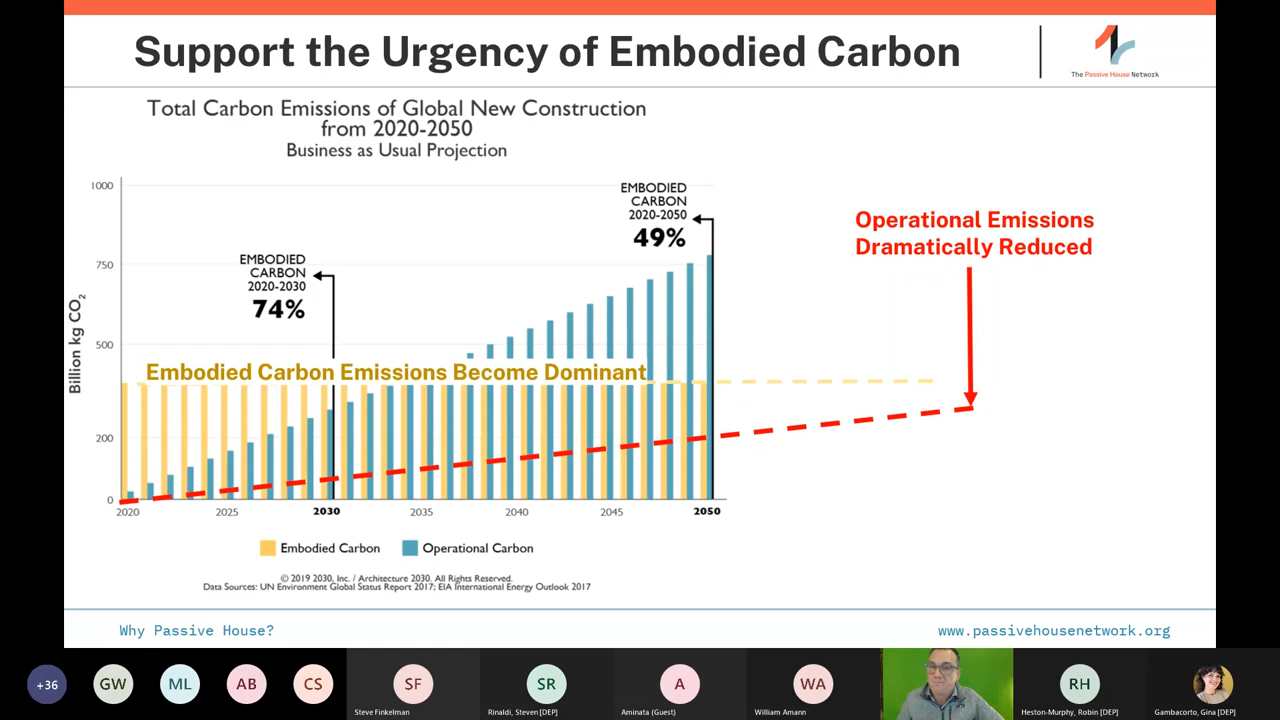 Support the Urgency of Embodied Carbon
The Passive House Network
Total Carbon Emissions of Global New Construction
from 2020-2050
Business as Usual Projection
1000
750
500
200
0
Billion kg CO2
EMBODIED
CARBON
2020-2030
74%
EMBODIED
CARBON
2020-2050
49%
Operational Emissions
Dramatically Reduced
Embodied Carbon Emissions Become Dominant
2020
2025
2030
2035
2040
2045
2050
Embodied Carbon
Operational Carbon
© 2019 2030, Inc. / Architecture 2030. All Rights Reserved.
Data Sources: UN Environment Global Status Report 2017; EIA International Energy Outlook 2017
Why Passive House?
www.passivehousenetwork.org
+36
GW
ML
AB
CS
SF
Steve Finkelman
SR
Rinaldi, Steven [DEP]
A
Aminata (Guest)
WA
William Amann
RH
Heston-Murphy, Robin [DEP]
Gambacorto, Gina [DEP]